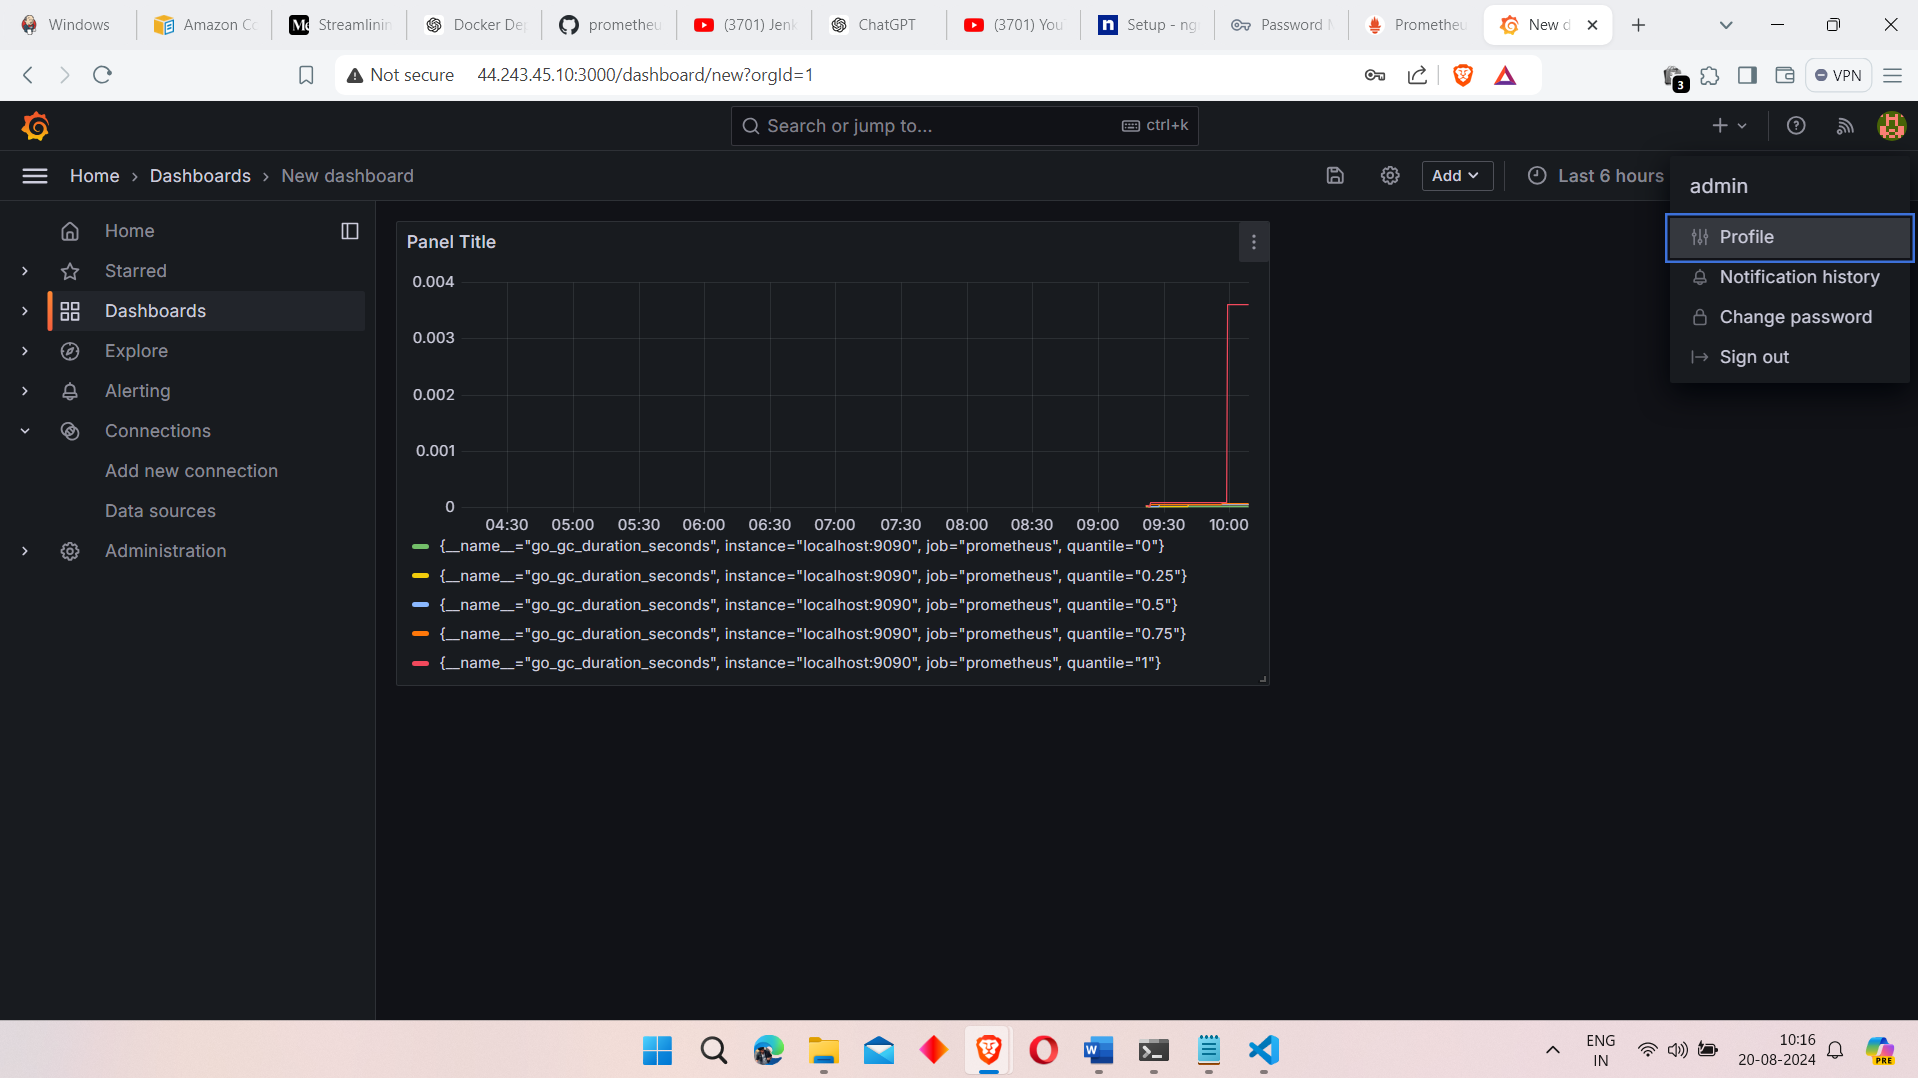 Windows
Amazon Co
Streamlinin
Docker Dep
prometheu
(3701) Jenk
ChatGPT
(3701) You
Setup - ng
Password M
Prometheu
New d
Not secure
44.243.45.10:3000/dashboard/new?orgId=1
3
VPN
Search or jump to...
ctrl+k
Home › Dashboards › New dashboard
Add
Last 6 hours
admin
Profile
Notification history
Change password
Sign out
Home
Starred
Dashboards
Explore
Alerting
Connections
Add new connection
Data sources
Administration
Panel Title
0.004
0.003
0.002
0.001
0
04:30 05:00 05:30 06:00 06:30 07:00 07:30 08:00 08:30 09:00 09:30 10:00
{__name__="go_gc_duration_seconds", instance="localhost:9090", job="prometheus", quantile="0"}
{__name__="go_gc_duration_seconds", instance="localhost:9090", job="prometheus", quantile="0.25"}
{__name__="go_gc_duration_seconds", instance="localhost:9090", job="prometheus", quantile="0.5"}
{__name__="go_gc_duration_seconds", instance="localhost:9090", job="prometheus", quantile="0.75"}
{__name__="go_gc_duration_seconds", instance="localhost:9090", job="prometheus", quantile="1"}
ENG
IN
10:16
20-08-2024
PRE